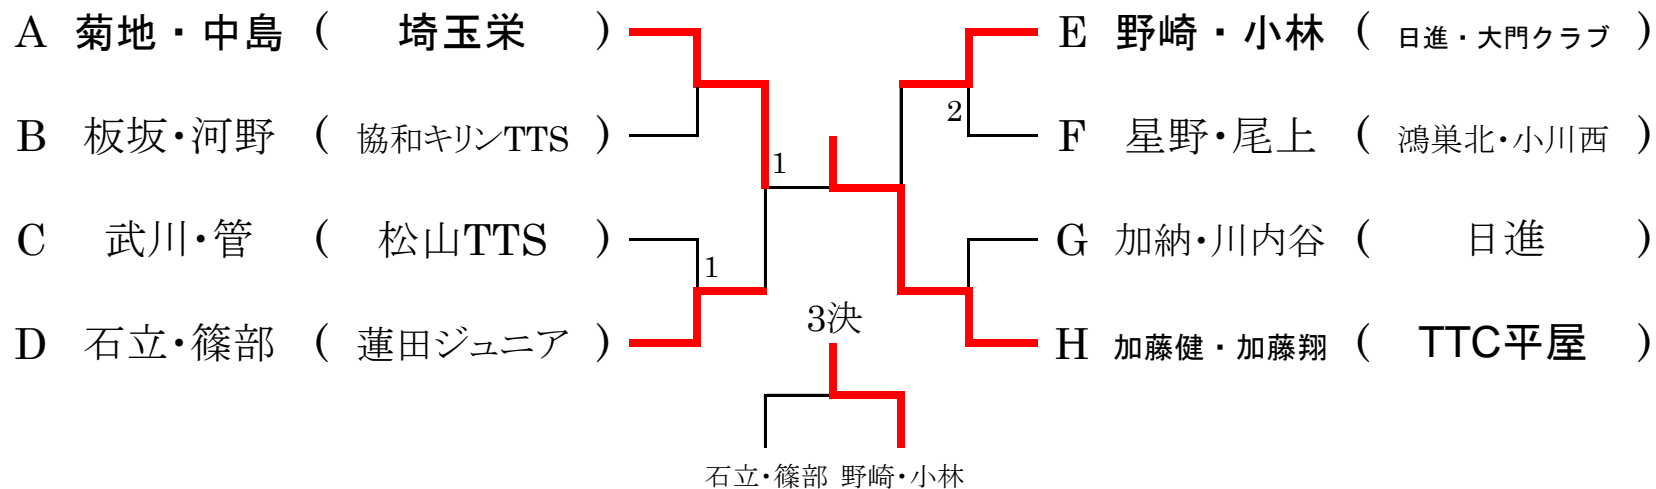 A 菊地・中島 ( 埼玉栄 )
B 板坂・河野 ( 協和キリンTTS )
C 武川・管 ( 松山TTS )
D 石立・篠部 ( 蓮田ジュニア )
1
1
2
E 野崎・小林 ( 日進・大門クラブ )
F 星野・尾上 ( 鴻巣北・小川西 )
G 加納・川内谷 ( 日進 )
H 加藤健・加藤翔 ( TTC平屋 )
3決
石立・篠部 野崎・小林